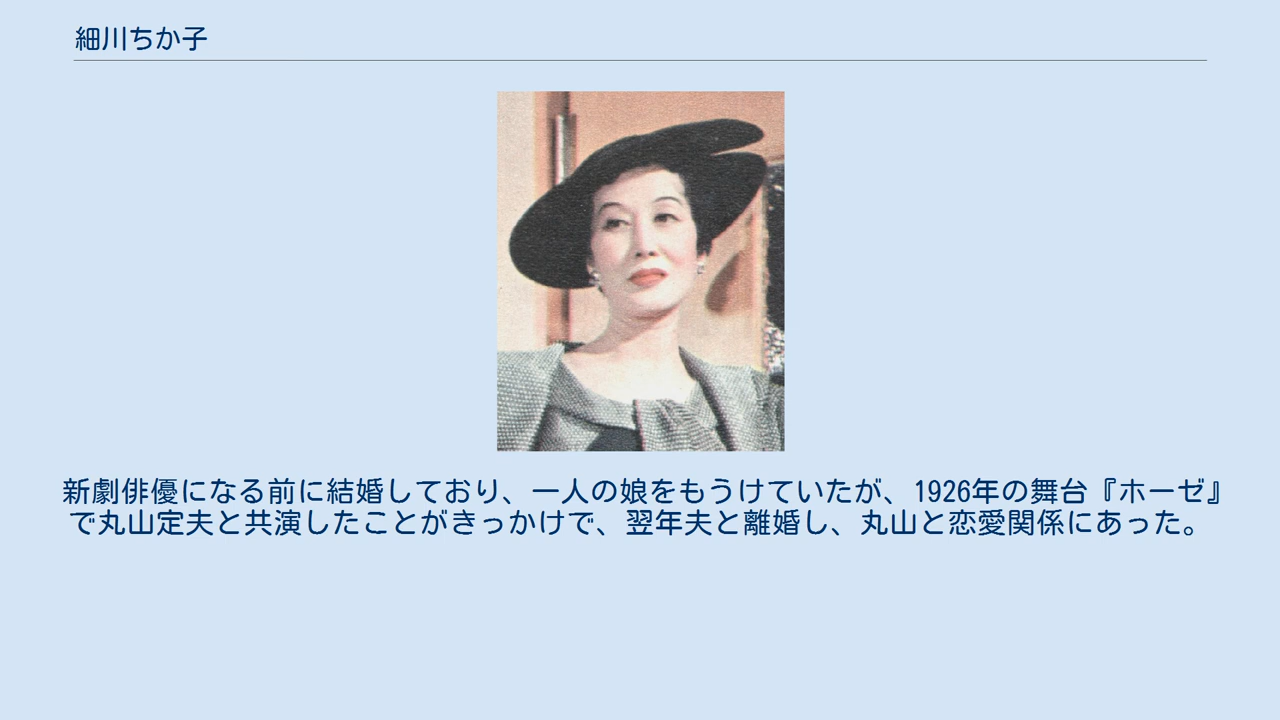 細川ちか子
新劇俳優になる前に結婚しており、一人の娘をもうけていたが、1926年の舞台『ホーゼ』
で丸山定夫と共演したことがきっかけで、翌年夫と離婚し、丸山と恋愛関係にあった。